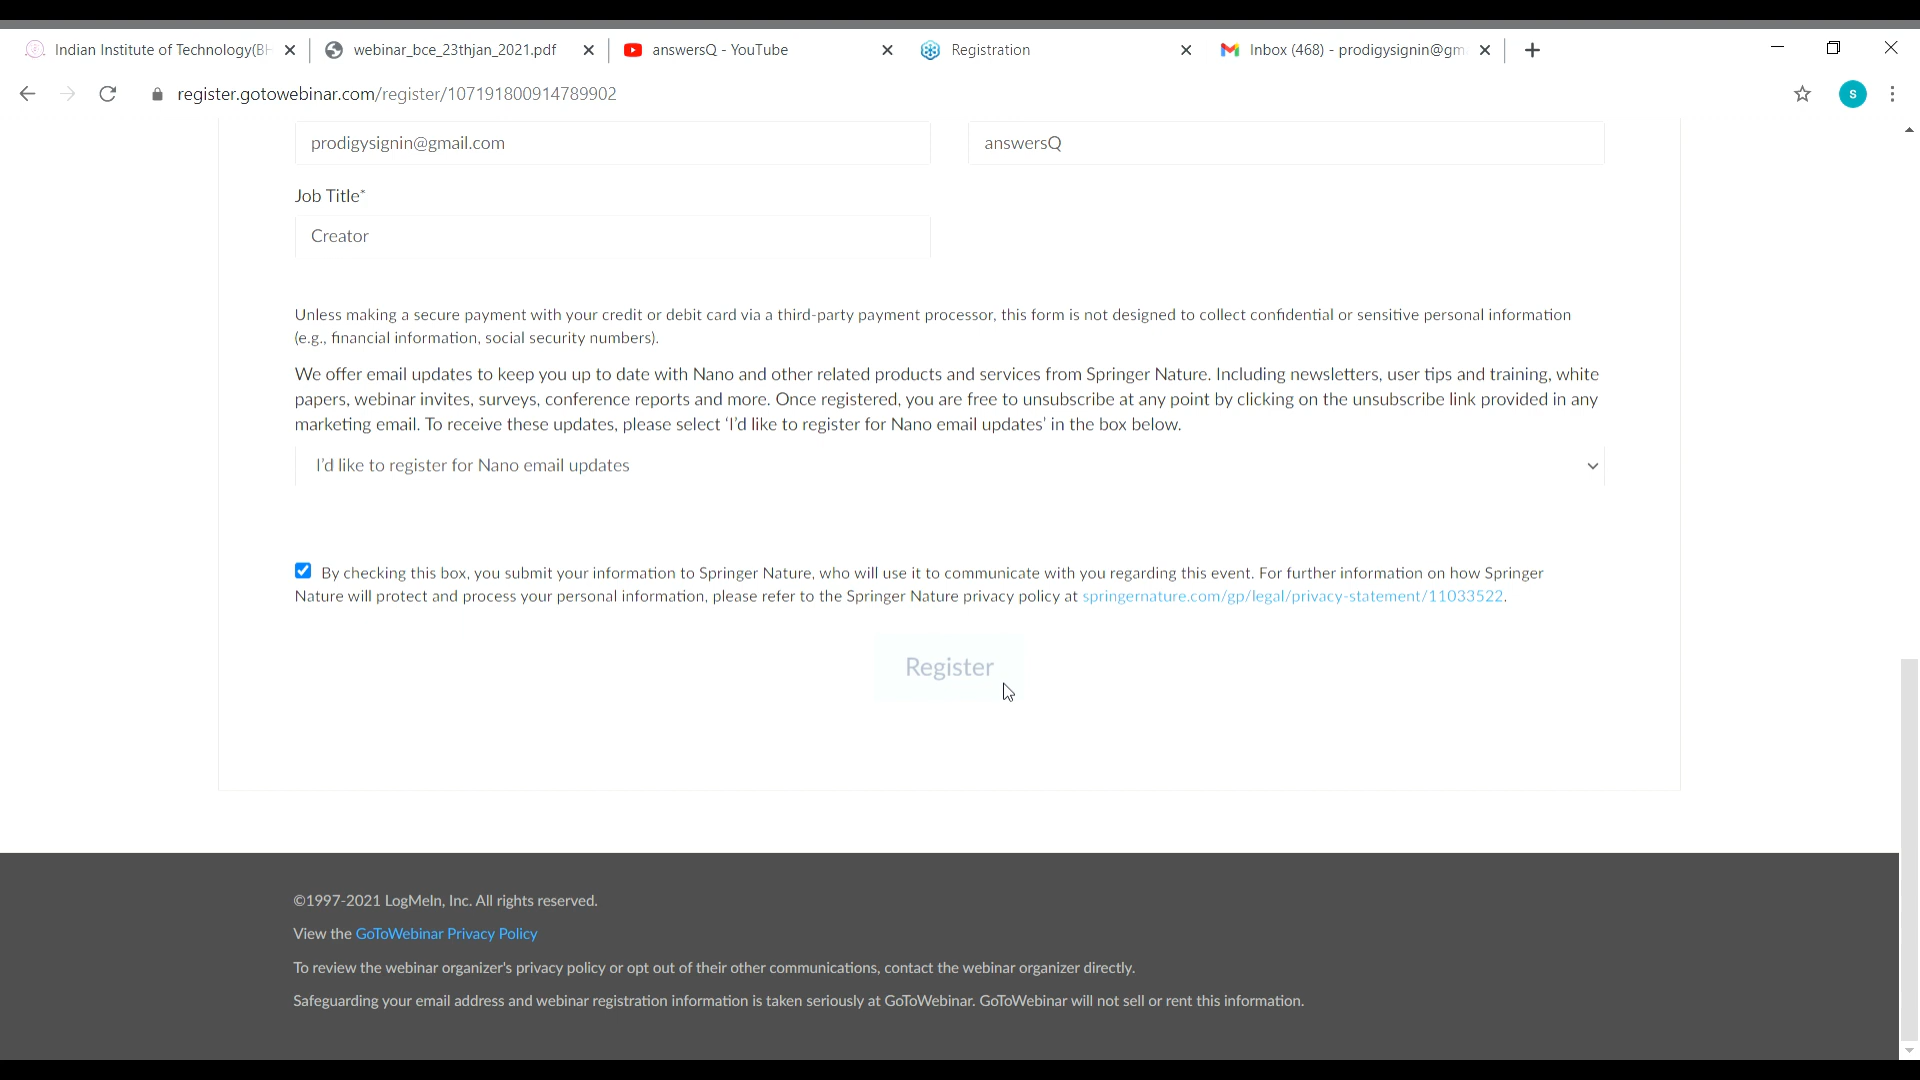 Indian Institute of Technology(BH
webinar_bce_23thjan_2021.pdf
answersQ - YouTube
Registration
Inbox (468) - prodigysignin@gm
register.gotowebinar.com/register/107191800914789902
S
prodigysignin@gmail.com
answersQ
Job Title*
Creator
Unless making a secure payment with your credit or debit card via a third-party payment processor, this form is not designed to collect confidential or sensitive personal information
(e.g., financial information, social security numbers).
We offer email updates to keep you up to date with Nano and other related products and services from Springer Nature. Including newsletters, user tips and training, white
papers, webinar invites, surveys, conference reports and more. Once registered, you are free to unsubscribe at any point by clicking on the unsubscribe link provided in any
marketing email. To receive these updates, please select ‘I’d like to register for Nano email updates’ in the box below.
I’d like to register for Nano email updates
By checking this box, you submit your information to Springer Nature, who will use it to communicate with you regarding this event. For further information on how Springer
Nature will protect and process your personal information, please refer to the Springer Nature privacy policy at springernature.com/gp/legal/privacy-statement/11033522.
Register
©1997-2021 LogMeIn, Inc. All rights reserved.
View the GoToWebinar Privacy Policy
To review the webinar organizer's privacy policy or opt out of their other communications, contact the webinar organizer directly.
Safeguarding your email address and webinar registration information is taken seriously at GoToWebinar. GoToWebinar will not sell or rent this information.